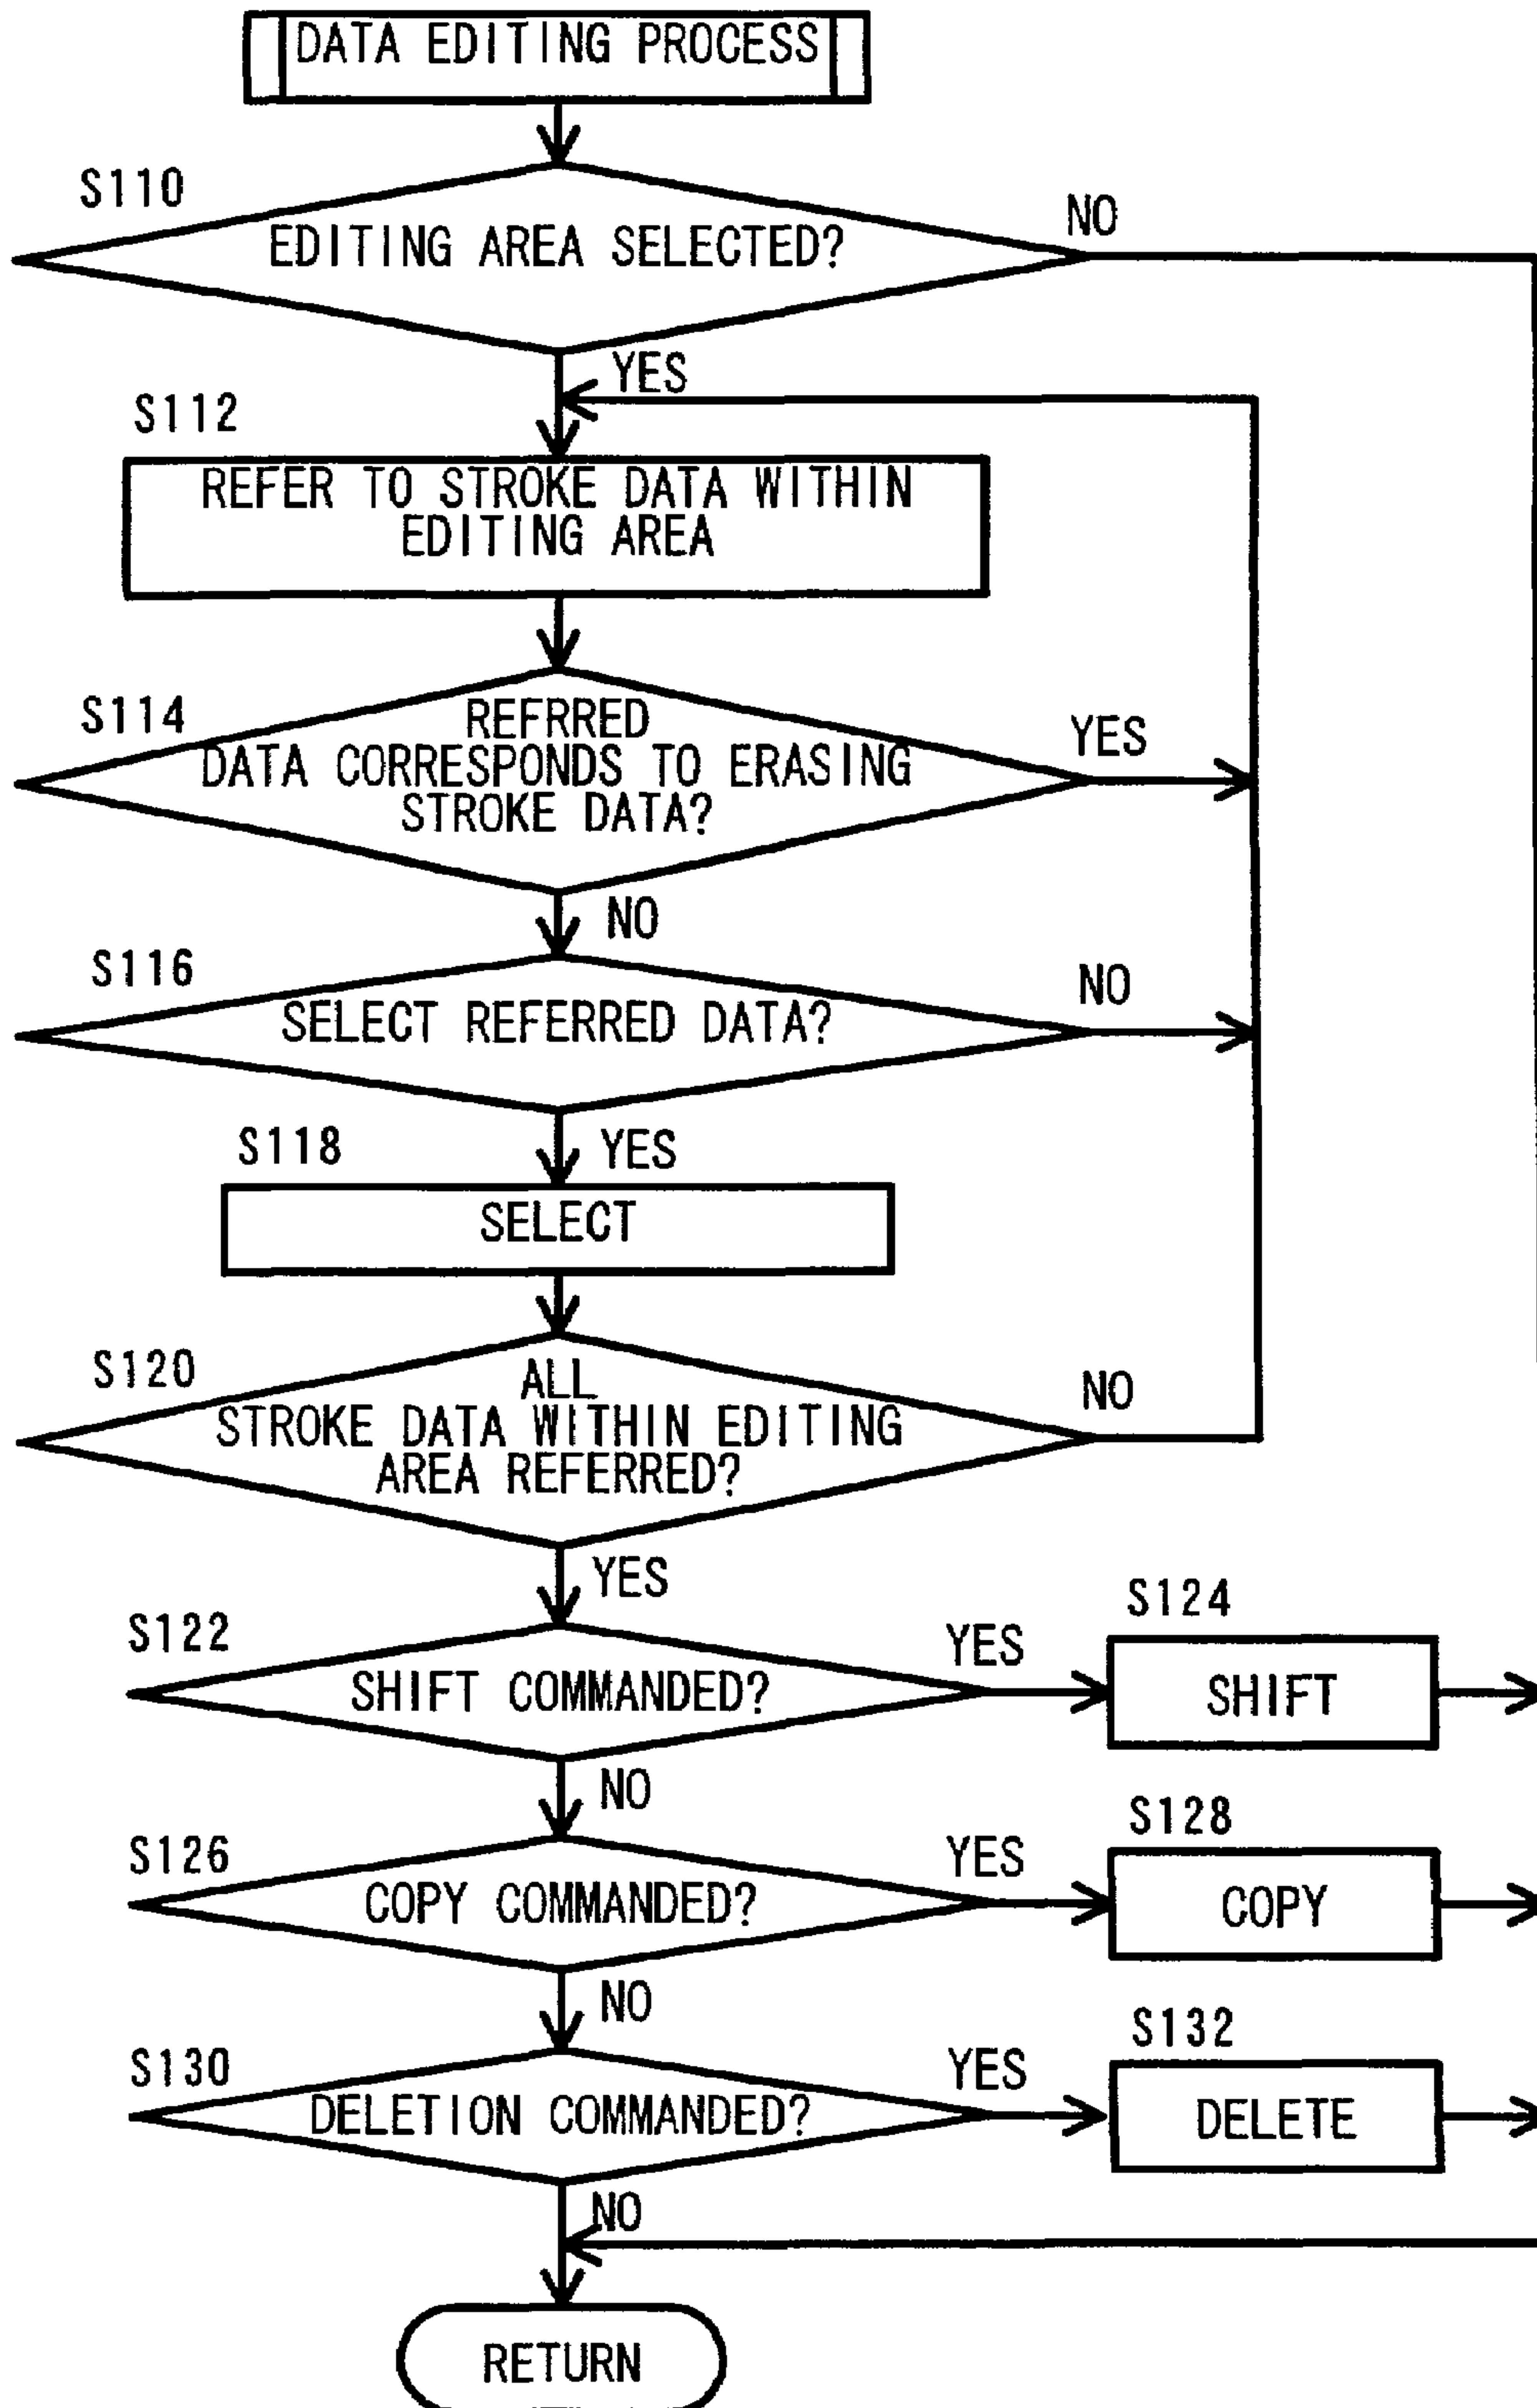 DATA EDITING PROCESS
S110
EDITING AREA SELECTED?
NO
YES
S112
REFER TO STROKE DATA WITHIN
EDITING AREA
S114
REFRRED
DATA CORRESPONDS TO ERASING
STROKE DATA?
YES
NO
S116
SELECT REFERRED DATA?
NO
YES
S118
SELECT
S120
ALL
STROKE DATA WITHIN EDITING
AREA REFERRED?
NO
YES
S122
SHIFT COMMANDED?
YES
S124
SHIFT
NO
S126
COPY COMMANDED?
YES
S128
COPY
NO
S130
DELETION COMMANDED?
YES
S132
DELETE
NO
RETURN